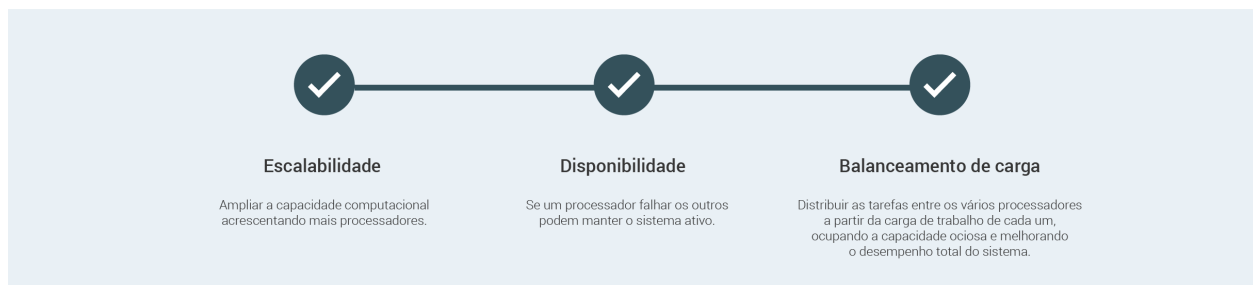 Escalabilidade
Ampliar a capacidade computacional
acrescentando mais processadores.
Disponibilidade
Se um processador falhar os outros
podem manter o sistema ativo.
Balanceamento de carga
Distribuir as tarefas entre os vários processadores
a partir da carga de trabalho de cada um,
ocupando a capacidade ociosa e melhorando
o desempenho total do sistema.